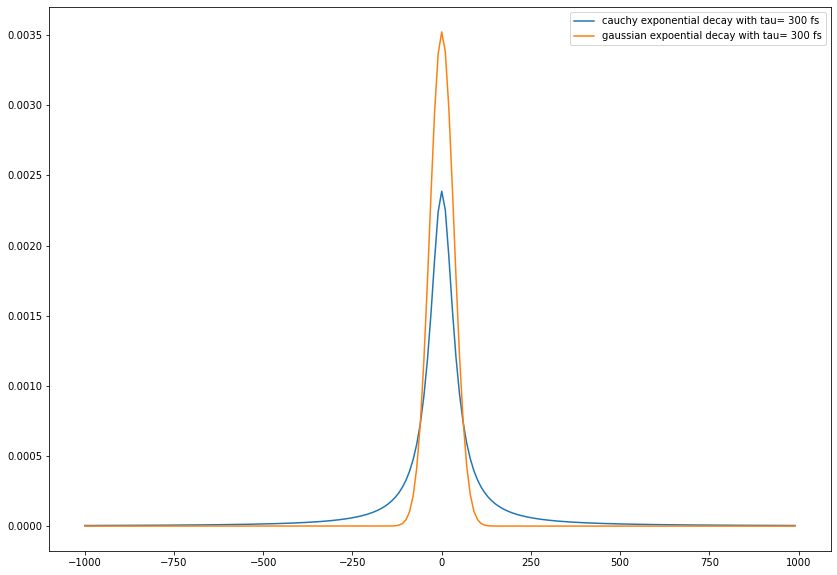 cauchy exponential decay with tau= 300 fs
gaussian expoential decay with tau= 300 fs
0.0035
0.0030
0.0025
0.0020
0.0015
0.0010
0.0005
0.0000
−1000 −750 −500 −250 0 250 500 750 1000